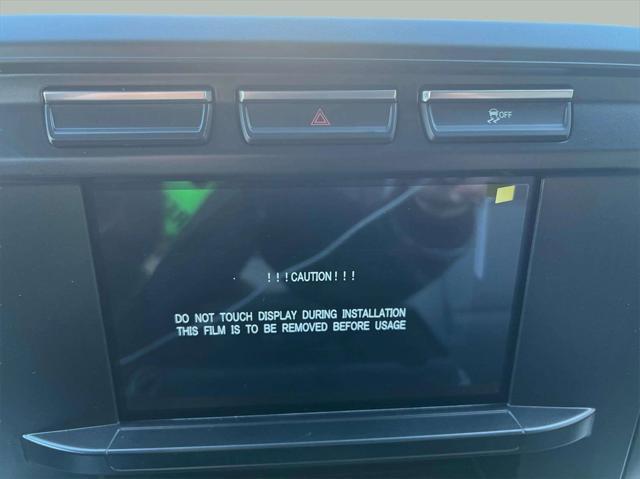 OFF
!!!CAUTION!!!
DO NOT TOUCH DISPLAY DURING INSTALLATION
THIS FILM IS TO BE REMOVED BEFORE USAGE